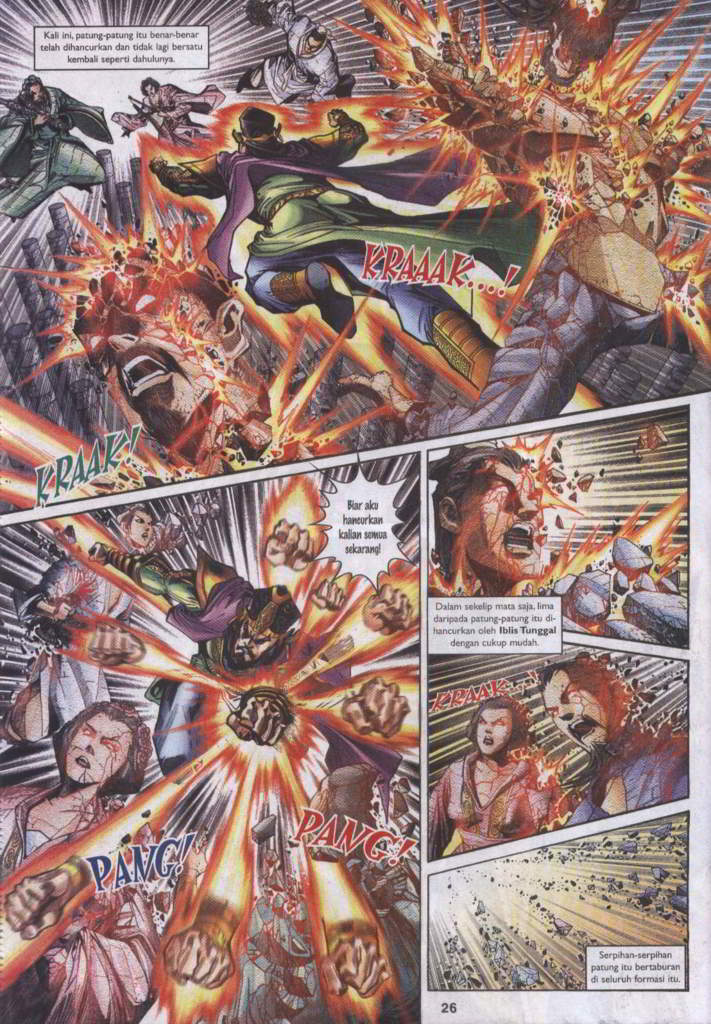 Kali ini, patung-patung itu benar-benar
telah dihancurkan dan tidak lagi bersatu
kembali seperti dahulunya.
KRAAAK....!
KRAAK!
Biar aku
hancurkan
kalian semua
sekarang!
PANG!
PANG!
Dalam sekelip mata saja, lima
daripada patung-patung itu di-
hancurkan oleh Iblis Tunggal
dengan cukup mudah.
KRAAK...!
Serpihan-serpihan
patung itu bertaburan
di seluruh formasi itu.
26